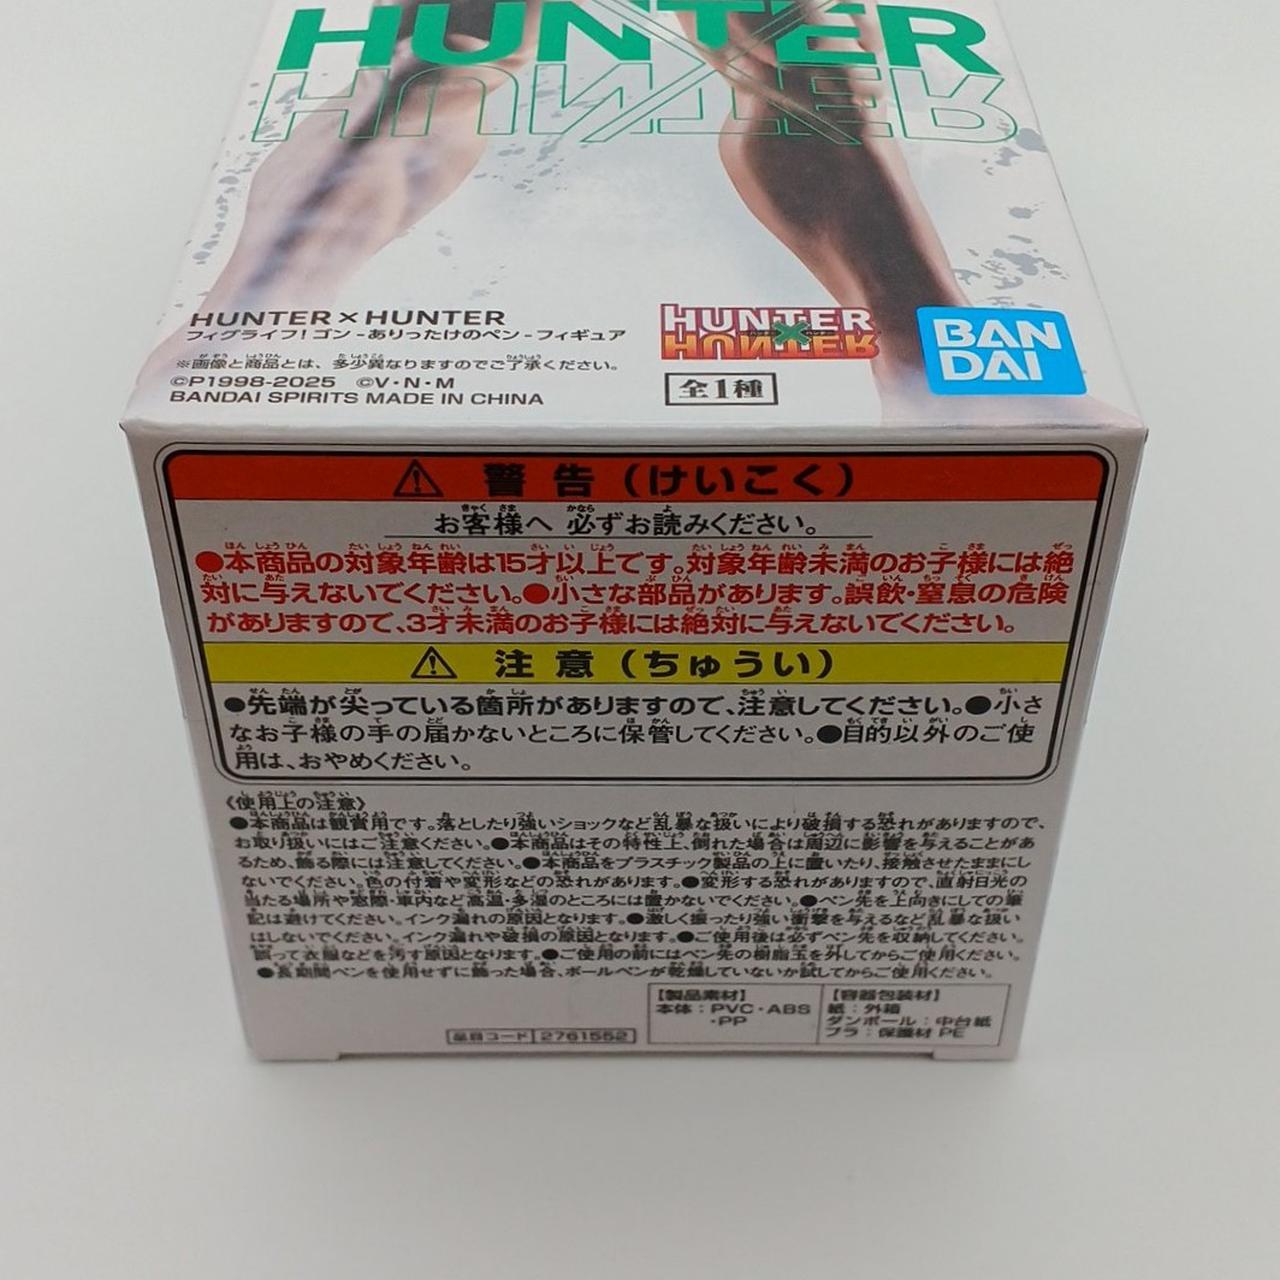 HUNTER×HUNTER
HUNTER×HUNTER
フィグライフ！ゴン-ありったけのペン-フィギュア
※画像と商品とは、多少異なりますのでご了承ください。
©P1998-2025 ©V・N・M
BANDAI SPIRITS MADE IN CHINA
HUNTER×HUNTER
全1種
BAN
DAI
⚠ 警告（けいこく）
お客様へ 必ずお読みください。
●本商品の対象年齢は15才以上です。対象年齢未満のお子様には絶
対に与えないでください。●小さな部品があります。誤飲・窒息の危険
がありますので、3才未満のお子様には絶対に与えないでください。
⚠ 注意（ちゅうい）
●先端が尖っている箇所がありますので、注意してください。●小さ
なお子様の手の届かないところに保管してください。●目的以外のご使
用は、おやめください。
《使用上の注意》
●本商品は観賞用です。落としたり強いショックなど乱暴な扱いにより破損する恐れがありますので、
お取り扱いにはご注意ください。●本商品はその特性上、倒れた場合は周辺に影響を与えることがあ
るため、飾る際には注意してください。●本商品をプラスチック製品の上に置いたり、接触させたままにし
ないでください。色の付着や変形などの恐れがあります。●変形する恐れがありますので、直射日光の
当たる場所や窓際・車内など高温・多湿のところには置かないでください。●ペン先を上向きにしての筆
記は避けてください。インク漏れの原因となります。●激しく振ったり強い衝撃を与えるなど乱暴な扱い
はしないでください。インク漏れや破損の原因となります。●ご使用後は必ずペン先を収納してください。
誤って衣服などを汚す原因となります。●ご使用の前にはペン先の樹脂玉を外してからご使用ください。
●長期間ペンを使用せずに飾った場合、ボールペンが乾燥していないか試してからご使用ください。
品目コード 2761552
【製品素材】
本体：PVC・ABS
・PP
【容器包装材】
紙：外箱
ダンボール：中台紙
プラ：保護材 PE